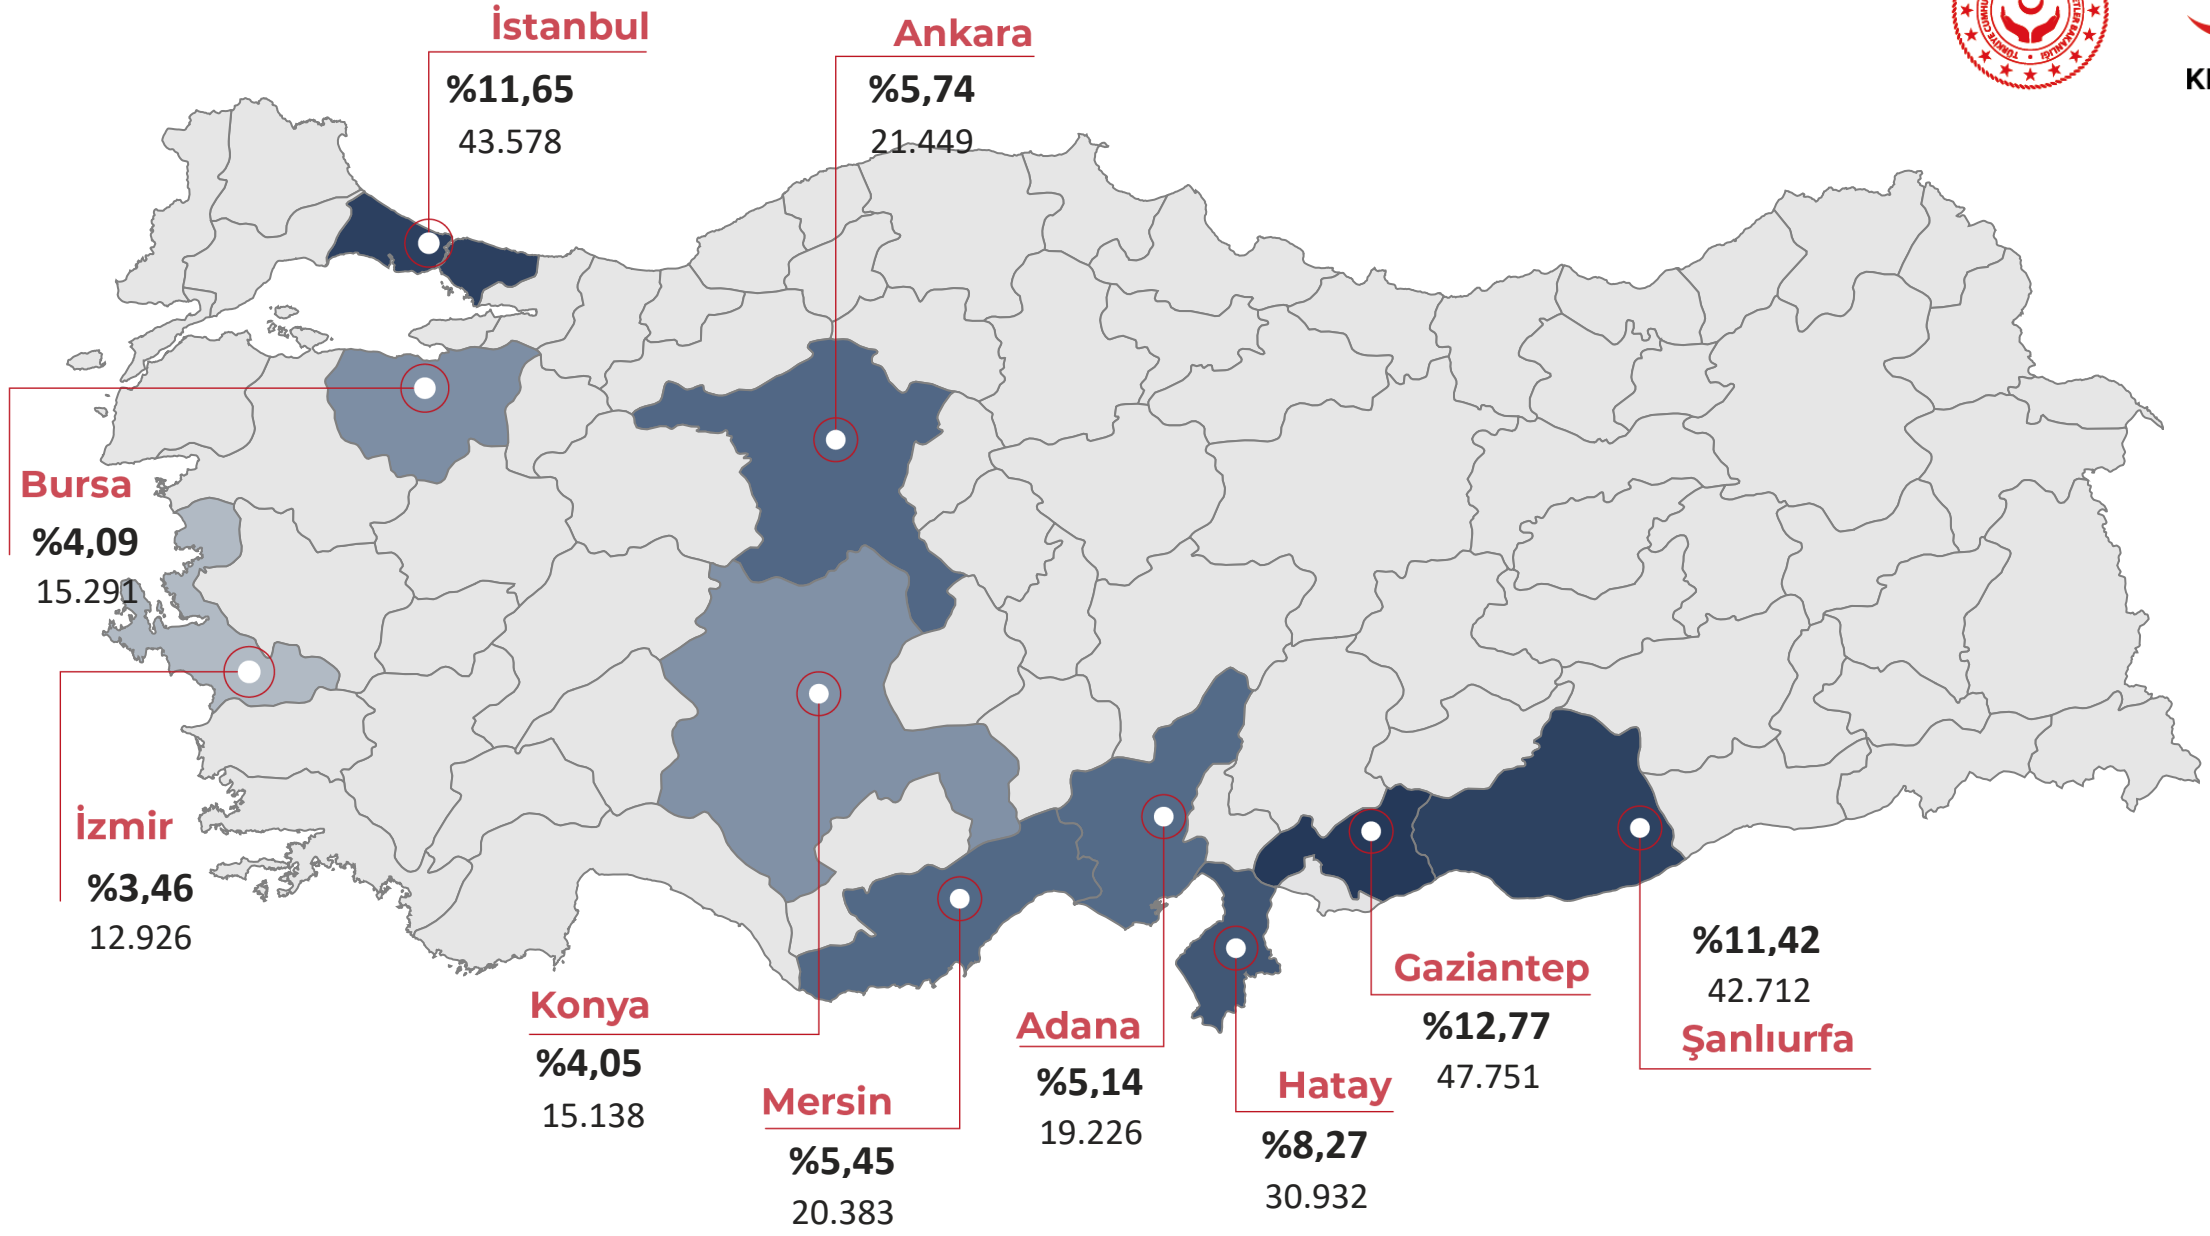 İstanbul
%11,65
43.578
Ankara
%5,74
21.449
Bursa
%4,09
15.291
İzmir
%3,46
12.926
Konya
%4,05
15.138
Mersin
%5,45
20.383
Adana
%5,14
19.226
Hatay
%8,27
30.932
Gaziantep
%12,77
47.751
%11,42
42.712
Şanlıurfa